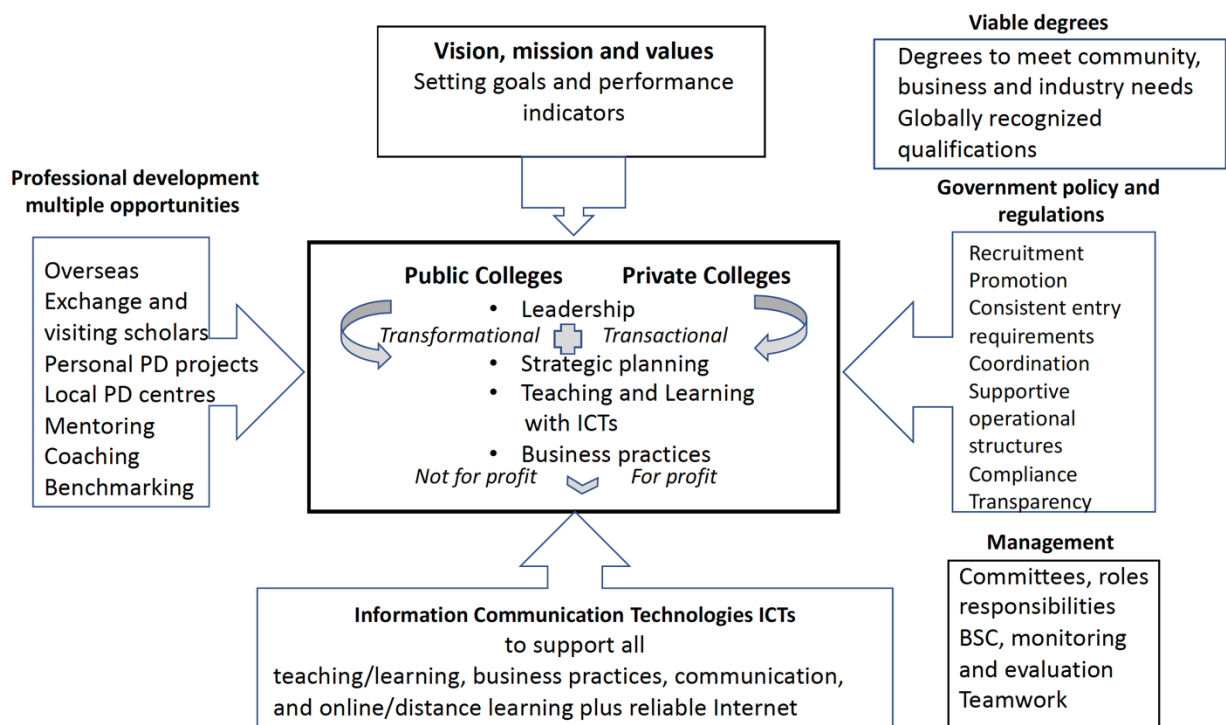 Vision, mission and values
Setting goals and performance
indicators
Viable degrees
Degrees to meet community,
business and industry needs
Globally recognized
qualifications
Professional development
multiple opportunities
Overseas
Exchange and
visiting scholars
Personal PD projects
Local PD centres
Mentoring
Coaching
Benchmarking
Public Colleges Private Colleges
• Leadership
Transformational Transactional
• Strategic planning
• Teaching and Learning
with ICTs
• Business practices
Not for profit For profit
Government policy and
regulations
Recruitment
Promotion
Consistent entry
requirements
Coordination
Supportive
operational
structures
Compliance
Transparency
Information Communication Technologies ICTs
to support all
teaching/learning, business practices, communication,
and online/distance learning plus reliable Internet
Management
Committees, roles
responsibilities
BSC, monitoring
and evaluation
Teamwork